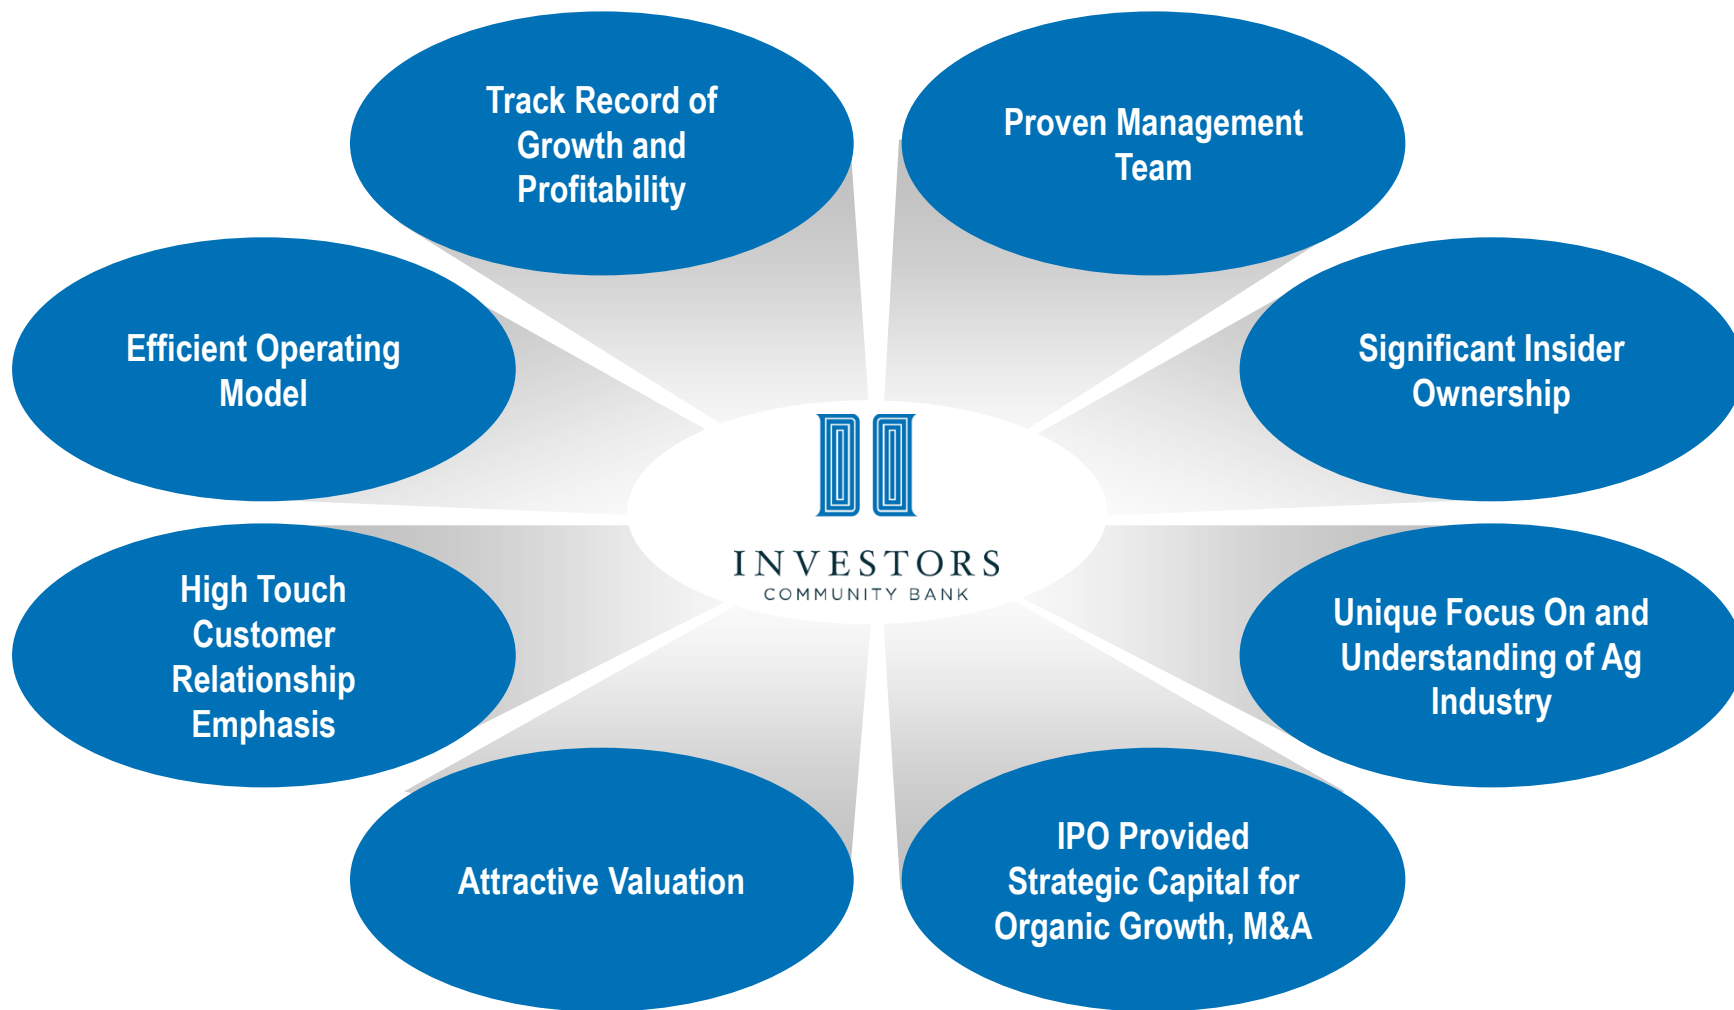 Track Record of
Growth and
Profitability
Proven Management
Team
Efficient Operating
Model
Significant Insider
Ownership
INVESTORS
COMMUNITY BANK
High Touch
Customer
Relationship
Emphasis
Unique Focus On and
Understanding of Ag
Industry
Attractive Valuation
IPO Provided
Strategic Capital for
Organic Growth, M&A